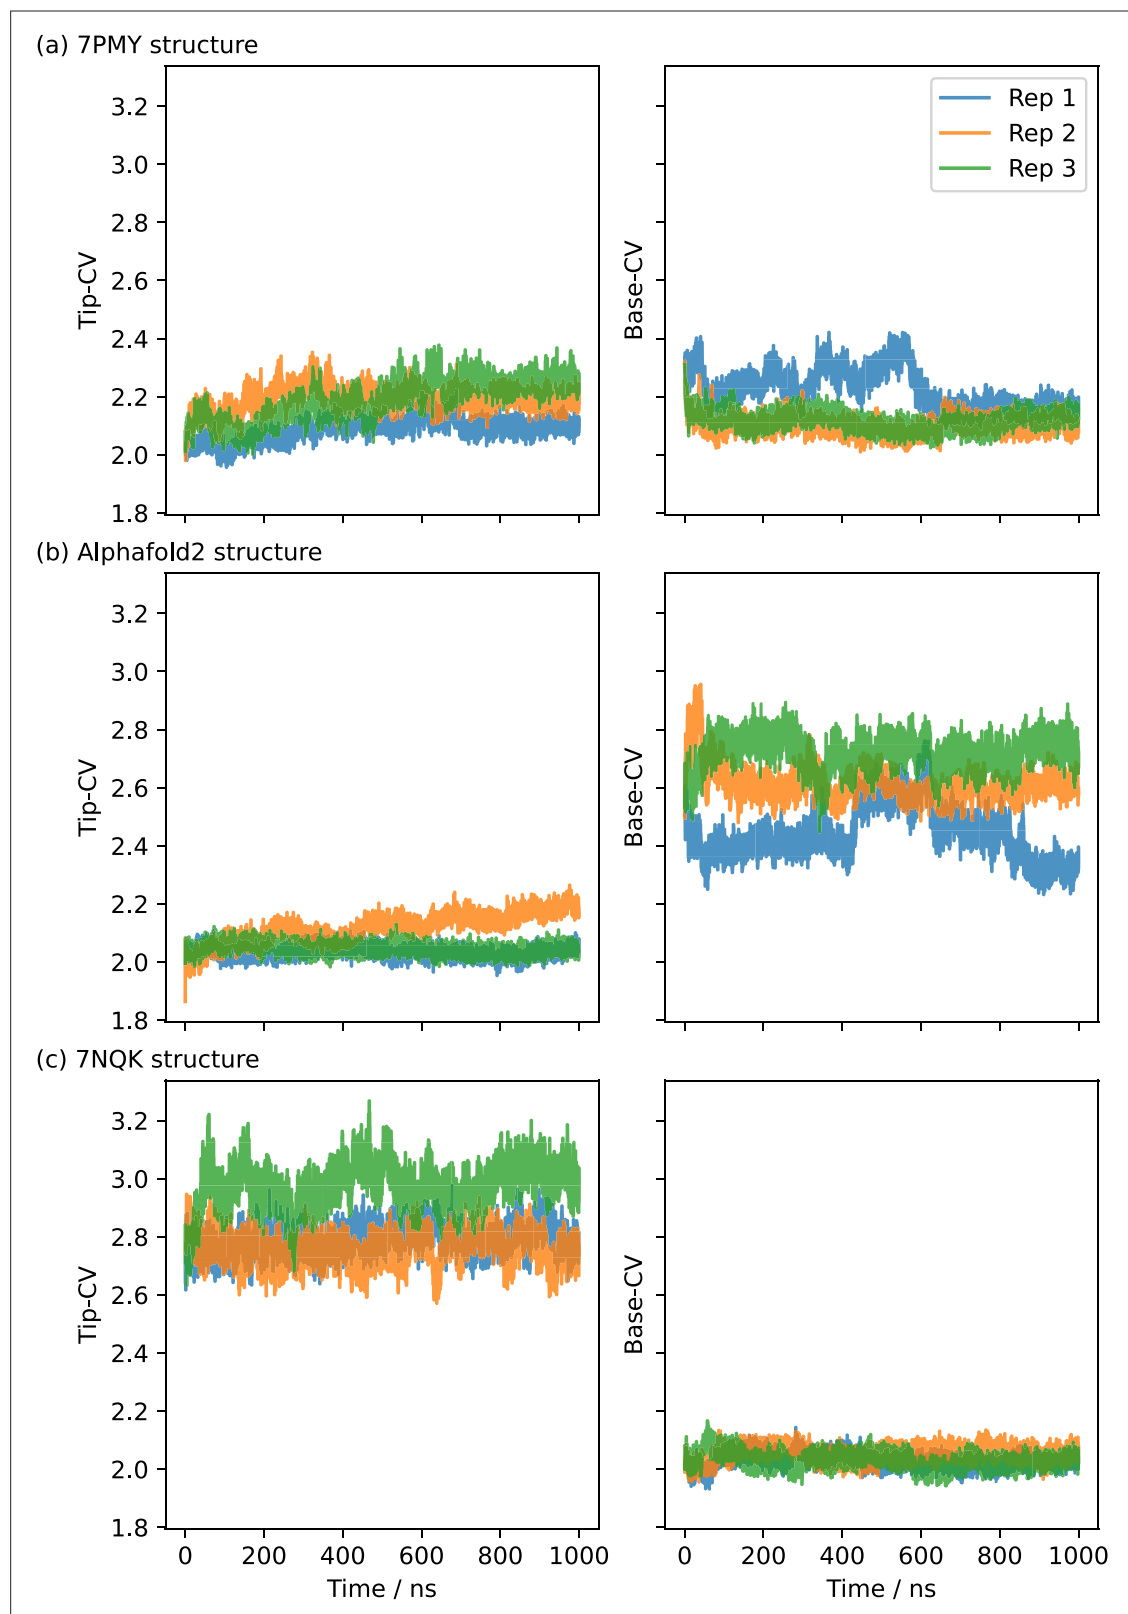 (a) 7PMY structure
3.2
3.0
2.8
2.6
2.4
2.2
2.0
1.8
Tip-CV
Base-CV
Rep 1
Rep 2
Rep 3
(b) Alphafold2 structure
3.2
3.0
2.8
2.6
2.4
2.2
2.0
1.8
Tip-CV
Base-CV
(c) 7NQK structure
3.2
3.0
2.8
2.6
2.4
2.2
2.0
1.8
Tip-CV
Base-CV
0 200 400 600 800 1000
0 200 400 600 800 1000
Time / ns
Time / ns